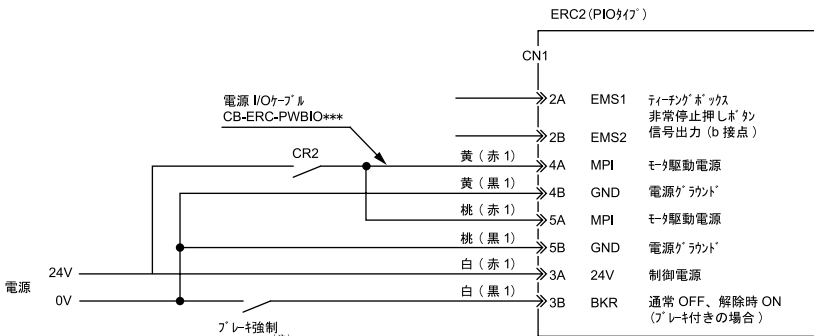 ERC2(PIOﾀｲﾌﾟ)
CN1
電源 I/Oｹｰﾌﾞﾙ
CB-ERC-PWBIO***
2A EMS1 ﾃｨｰﾁﾝｸﾞﾎﾞｯｸｽ
非常停止押しﾎﾞﾀﾝ
2B EMS2 信号出力 (b 接点)
CR2
黄 (赤 1) 4A MPI ﾓｰﾀ駆動電源
黄 (黒 1) 4B GND 電源ｸﾞﾗｳﾝﾄﾞ
桃 (赤 1) 5A MPI ﾓｰﾀ駆動電源
桃 (黒 1) 5B GND 電源ｸﾞﾗｳﾝﾄﾞ
電源 24V 白 (赤 1) 3A 24V 制御電源
0V 白 (黒 1) 3B BKR 通常 OFF、解除時 ON
(ﾌﾞﾚｰｷ付きの場合)
ﾌﾞﾚｰｷ強制